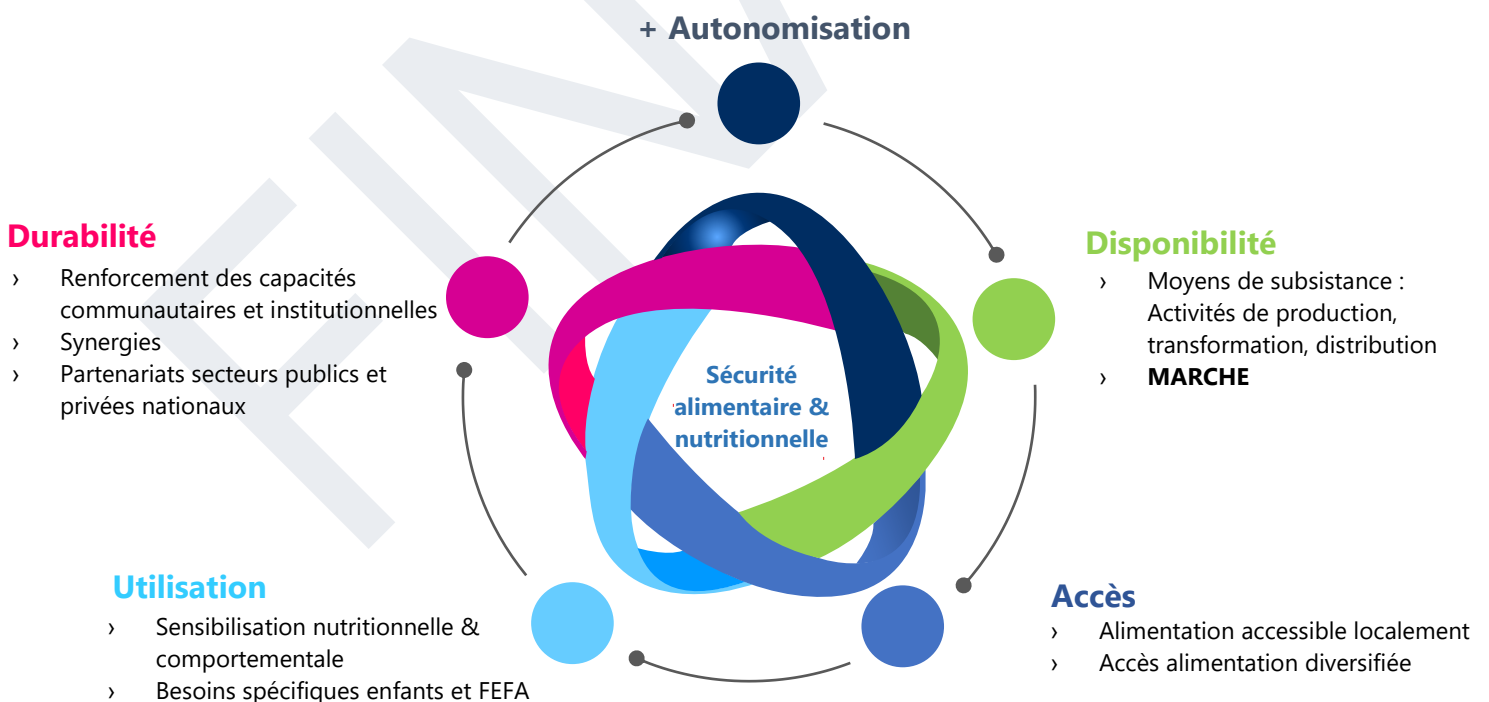 + Autonomisation
Durabilité
› Renforcement des capacités
communautaires et institutionnelles
› Synergies
› Partenariats secteurs publics et
privées nationaux
Disponibilité
› Moyens de subsistance :
Activités de production,
transformation, distribution
› MARCHE
Sécurité
alimentaire &
nutritionnelle
Utilisation
› Sensibilisation nutritionnelle &
comportementale
› Besoins spécifiques enfants et FEFA
Accès
› Alimentation accessible localement
› Accès alimentation diversifiée